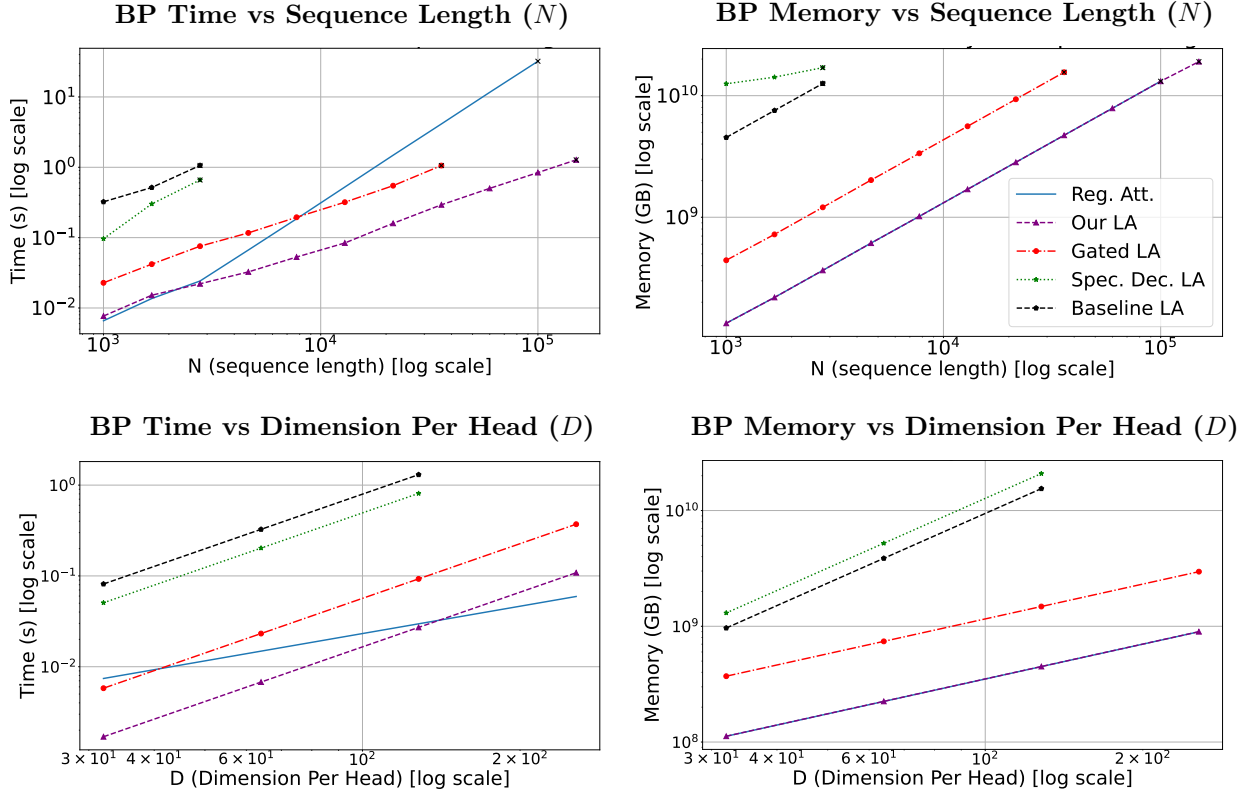 BP Time vs Sequence Length (N)
BP Memory vs Sequence Length (N)
Time (s) [log scale]
10^1
10^0
10^-1
10^-2
10^3
10^4
10^5
N (sequence length) [log scale]
Memory (GB) [log scale]
10^10
10^9
10^3
10^4
10^5
N (sequence length) [log scale]
Reg. Att.
Our LA
Gated LA
Spec. Dec. LA
Baseline LA
BP Time vs Dimension Per Head (D)
BP Memory vs Dimension Per Head (D)
Time (s) [log scale]
10^0
10^-1
10^-2
3 × 10^1
4 × 10^1
6 × 10^1
10^2
2 × 10^2
D (Dimension Per Head) [log scale]
Memory (GB) [log scale]
10^10
10^9
10^8
3 × 10^1
4 × 10^1
6 × 10^1
10^2
2 × 10^2
D (Dimension Per Head) [log scale]